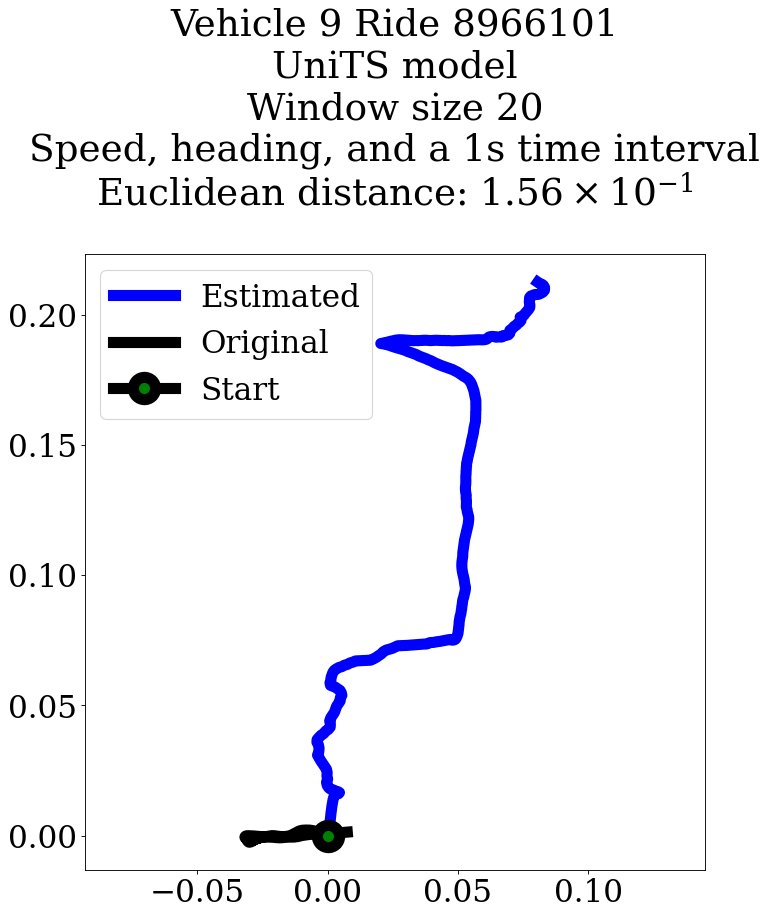 Vehicle 9 Ride 8966101
UniTS model
Window size 20
Speed, heading, and a 1s time interval
Euclidean distance: 1.56 × 10⁻¹
Estimated
Original
Start
0.20
0.15
0.10
0.05
0.00
−0.05
0.00
0.05
0.10